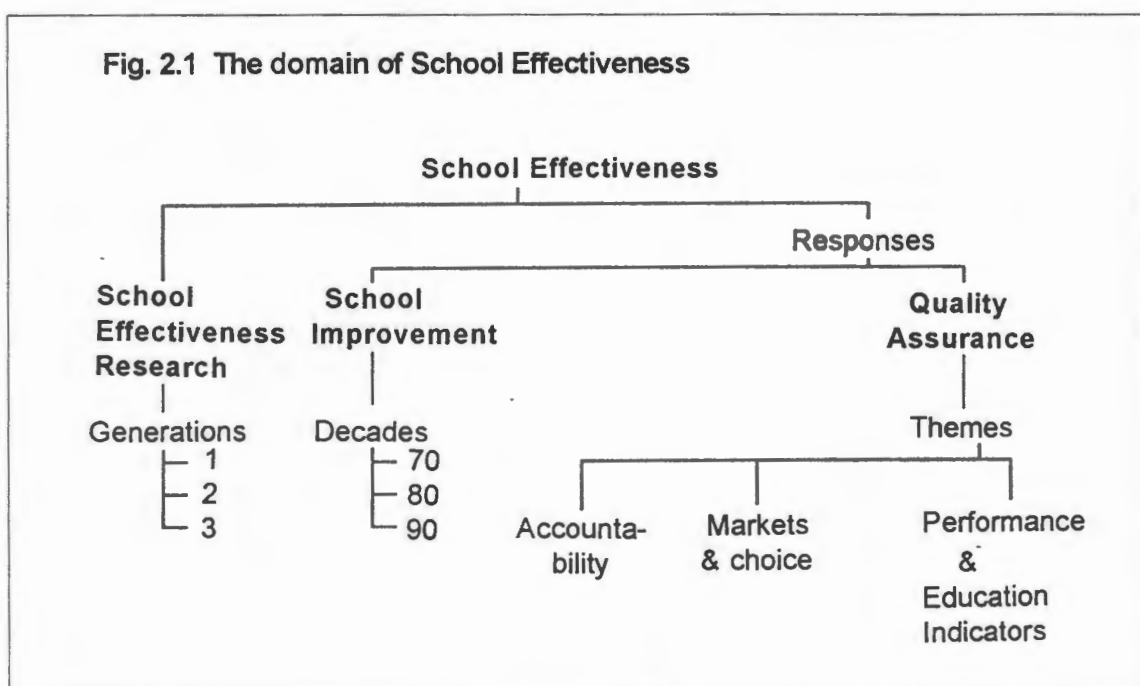 Fig. 2.1 The domain of School Effectiveness
School Effectiveness
Responses
School
Effectiveness
Research
School
Improvement
Quality
Assurance
Generations
1
2
3
Decades
70
80
90
Themes
Accounta-
bility
Markets
& choice
Performance
&
Education
Indicators